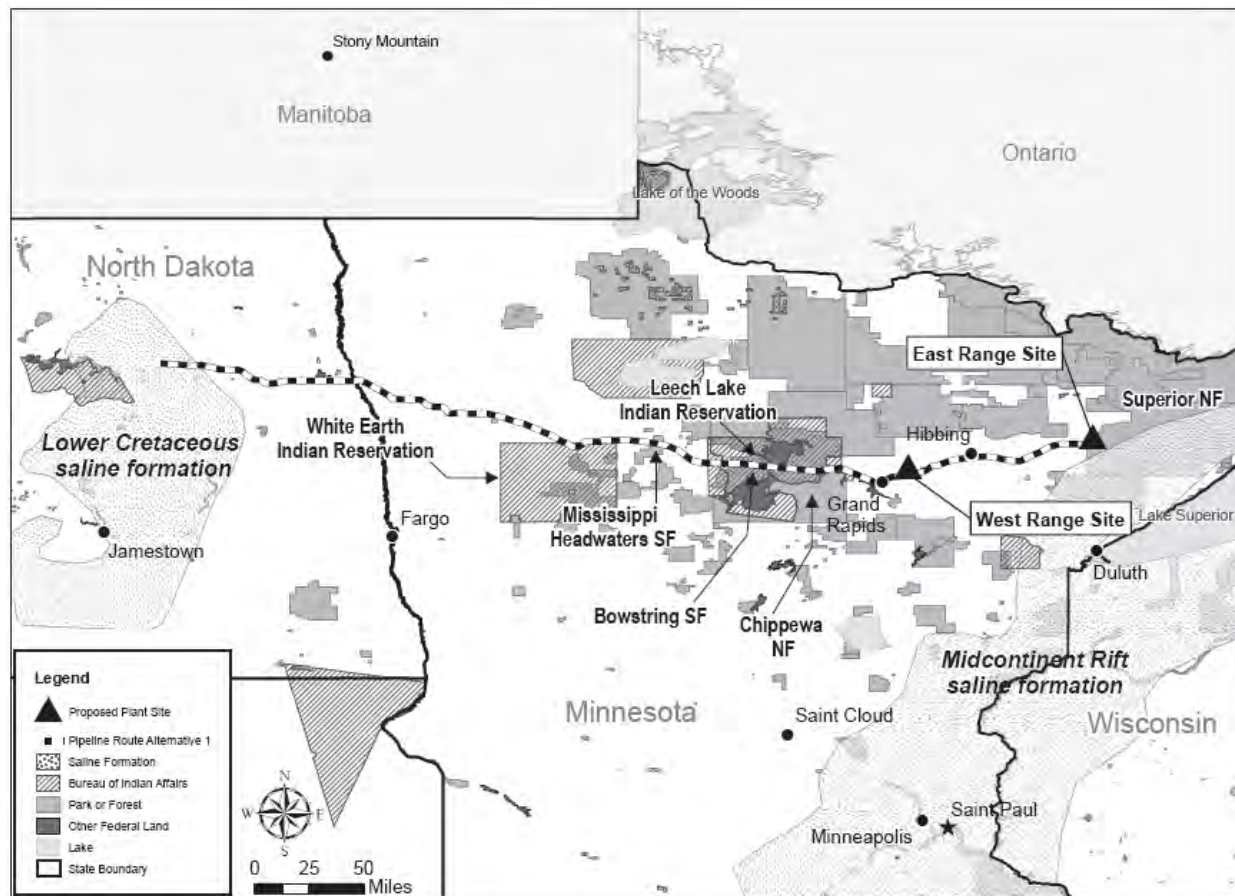 Stony Mountain
Manitoba
Ontario
Lake of the Woods
North Dakota
East Range Site
Superior NF
Leech Lake
Indian Reservation
White Earth
Indian Reservation
Hibbing
Lower Cretaceous
saline formation
Grand
Rapids
West Range Site
Lake Superior
Mississippi
Headwaters SF
Fargo
Jamestown
Duluth
Bowstring SF
Chippewa
NF
Midcontinent Rift
saline formation
Minnesota
Wisconsin
Saint Cloud
Saint Paul
Minneapolis
Legend
Proposed Plant Site
Pipeline Route Alternative 1
Saline Formation
Bureau of Indian Affairs
Park or Forest
Other Federal Land
Lake
State Boundary
N
W E
S
0 25 50
Miles